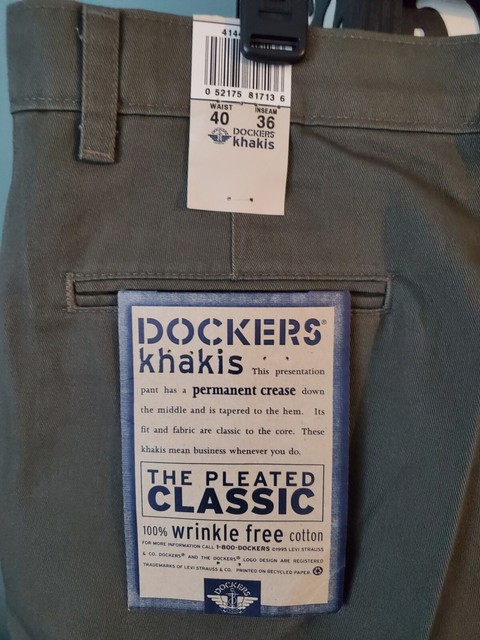 4144
0 52175 81713 6
WAIST INSEAM
40 36
DOCKERS
khakis
DOCKERS®
khakis This presentation
pant has a permanent crease down
the middle and is tapered to the hem. Its
fit and fabric are classic to the core. These
khakis mean business whenever you do.
THE PLEATED
CLASSIC
100% wrinkle free cotton
FOR MORE INFORMATION CALL 1-800-DOCKERS ©1995 LEVI STRAUSS
& CO. DOCKERS® AND THE DOCKERS® LOGO DESIGN ARE REGISTERED
TRADEMARKS OF LEVI STRAUSS & CO. PRINTED ON RECYCLED PAPER.
DOCKERS